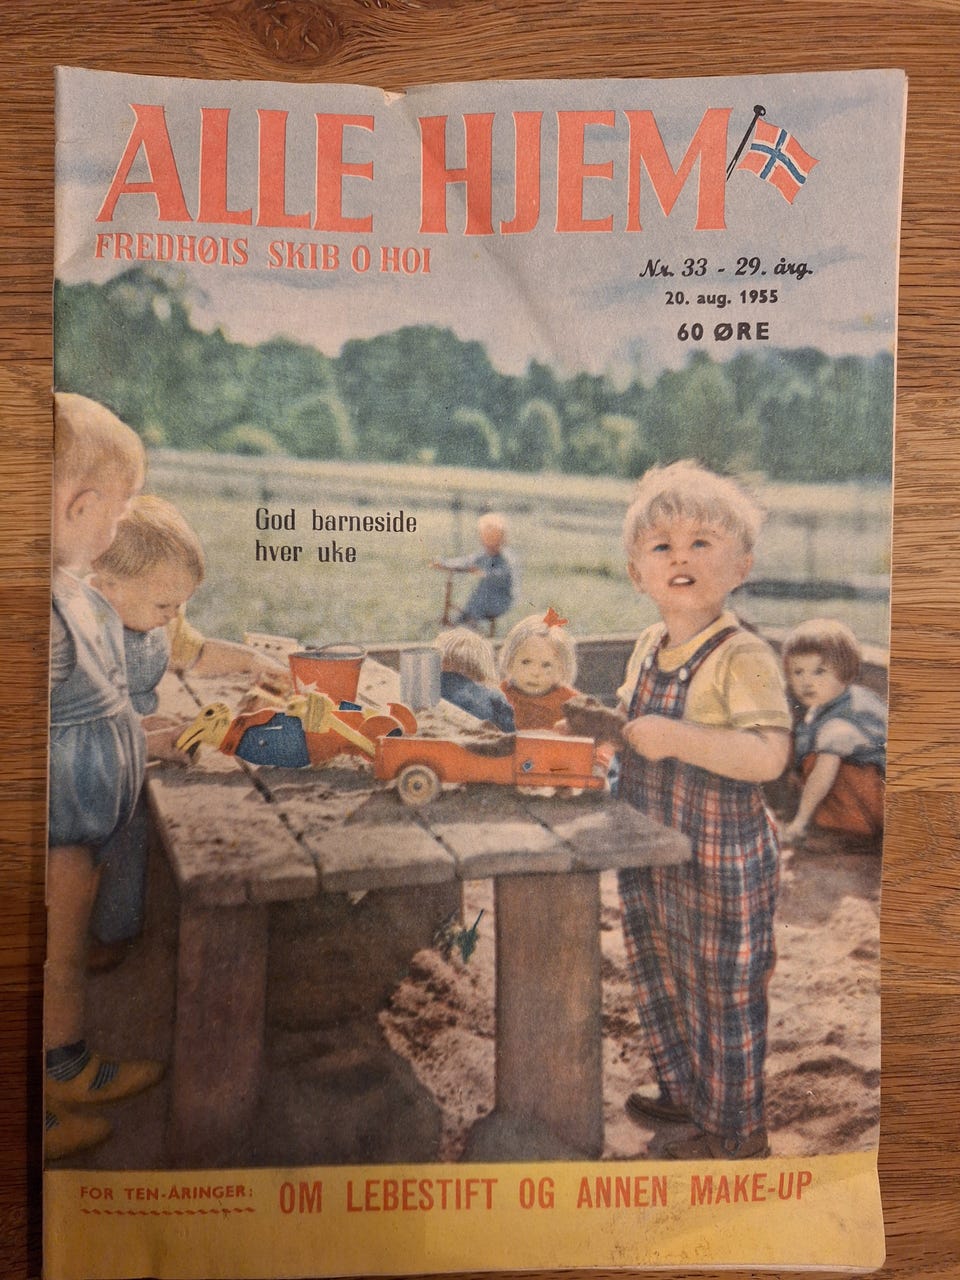 ALLE HJEM
FREDHØIS SKIB O HOI
Nr. 33 - 29. årg.
20. aug. 1955
60 ØRE
God barneside
hver uke
FOR TEN-ÅRINGER: OM LEBESTIFT OG ANNEN MAKE-UP